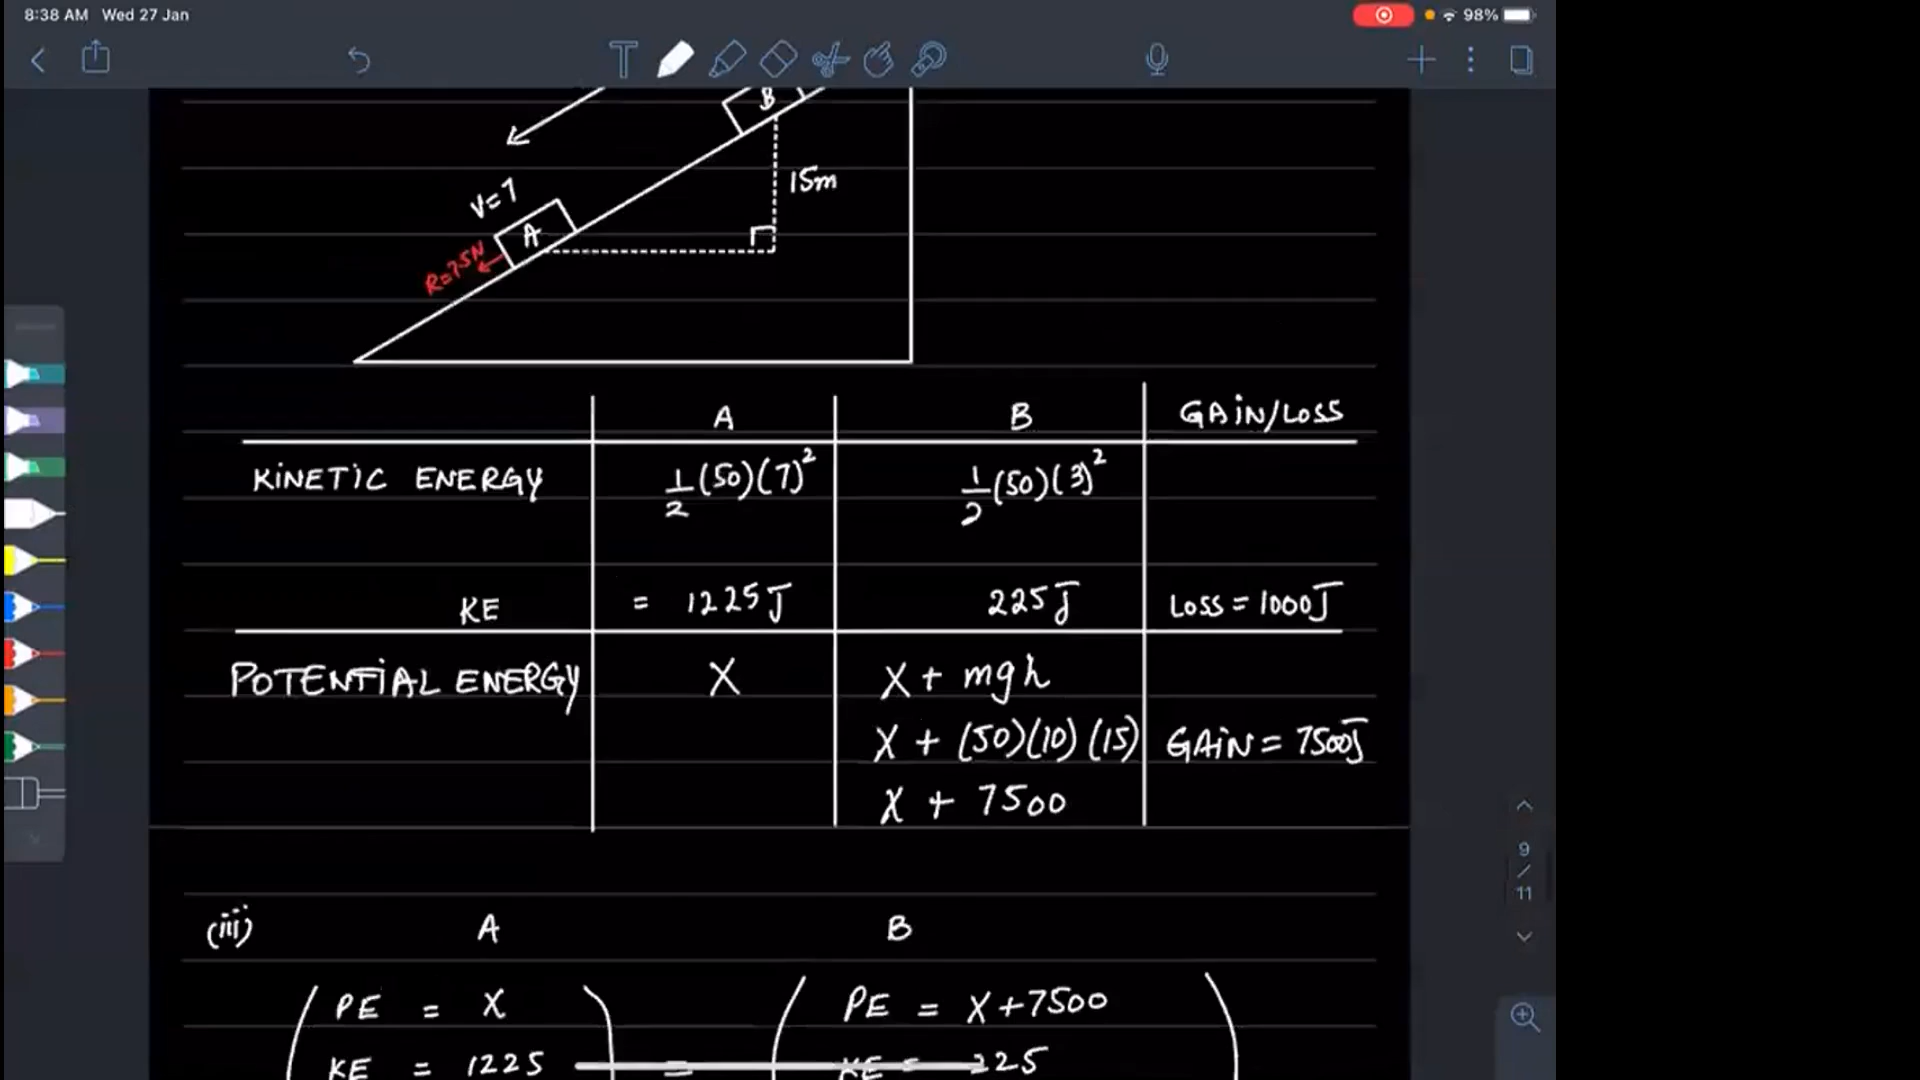 8:38 AM Wed 27 Jan
98%
B
15m
V=7
A
R=75N
A B GAIN/LOSS
KINETIC ENERGY 1/2(50)(7)² 1/2(50)(3)²
KE = 1225J 225J LOSS = 1000J
POTENTIAL ENERGY X X + mgh
X + (50)(10)(15) GAIN = 7500J
X + 7500
9
/
11
(iii) A B
PE = X PE = X+7500
KE = 1225 = KE = 225